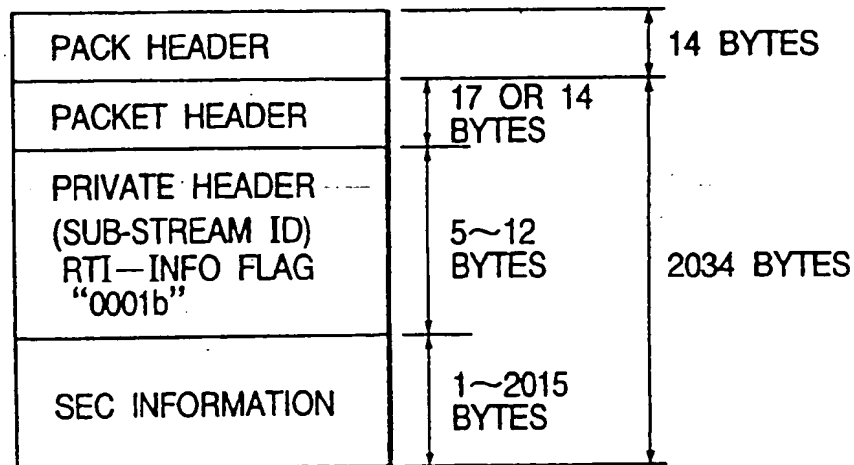 PACK HEADER
14 BYTES
PACKET HEADER
17 OR 14
BYTES
PRIVATE HEADER
(SUB-STREAM ID)
RTI—INFO FLAG
“0001b”
5~12
BYTES
2034 BYTES
SEC INFORMATION
1~2015
BYTES